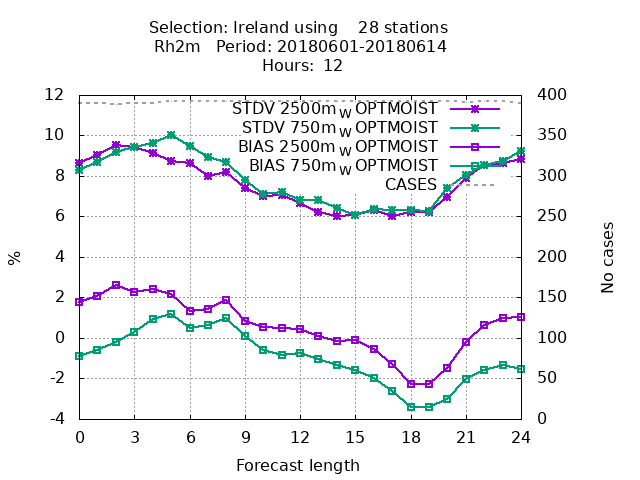 Selection: Ireland using    28 stations
Rh2m   Period: 20180601-20180614
Hours:  12
STDV 2500m_W OPTMOIST
STDV 750m_W OPTMOIST
BIAS 2500m_W OPTMOIST
BIAS 750m_W OPTMOIST
CASES
12
10
8
6
4
2
0
-2
-4
%
400
350
300
250
200
150
100
50
0
No cases
0 3 6 9 12 15 18 21 24
Forecast length